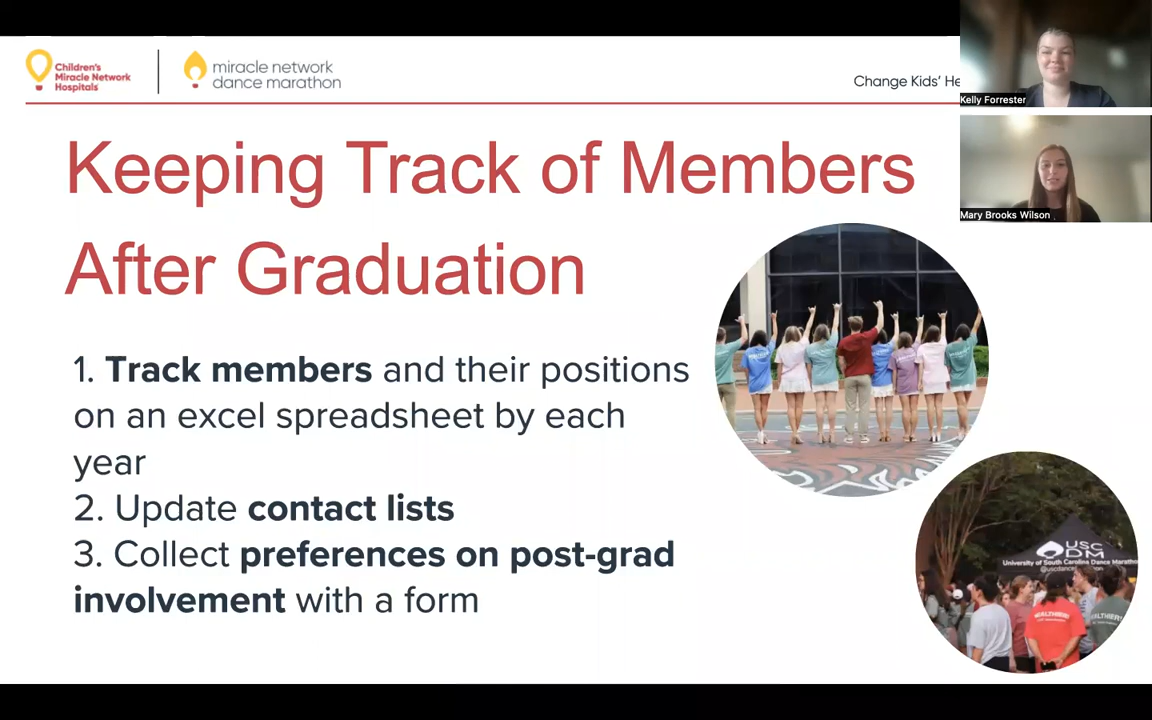 Children's
Miracle Network
Hospitals
miracle network
dance marathon
Change Kids' He
Kelly Forrester
Mary Brooks Wilson
Keeping Track of Members
After Graduation
1. Track members and their positions
on an excel spreadsheet by each
year
2. Update contact lists
3. Collect preferences on post-grad
involvement with a form
USC
DM
University of South Carolina Dance Maratho